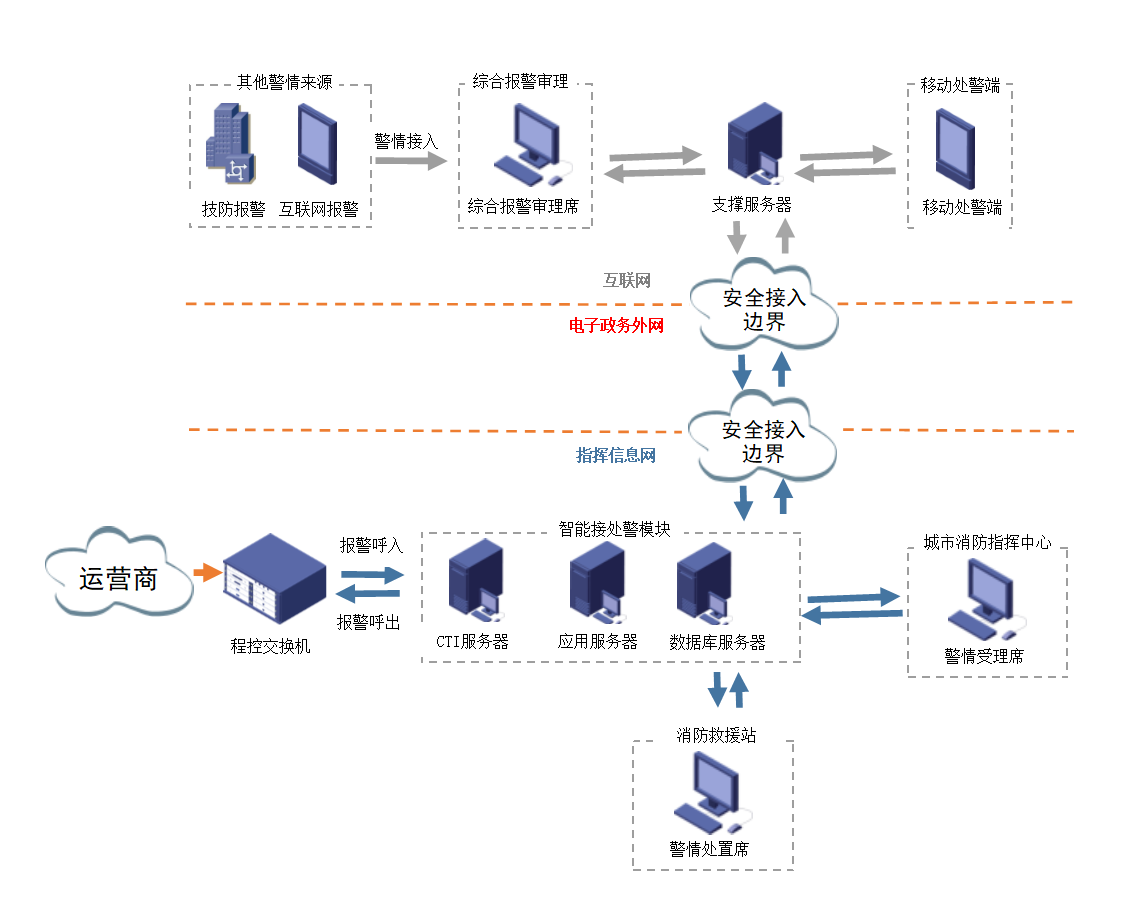 其他警情来源
综合报警审理
移动处警端
警情接入
技防报警
互联网报警
综合报警审理席
支撑服务器
移动处警端
互联网
安全接入
边界
电子政务外网
安全接入
边界
指挥信息网
智能接处警模块
城市消防指挥中心
报警呼入
运营商
报警呼出
程控交换机
CTI服务器
应用服务器
数据库服务器
警情受理席
消防救援站
警情处置席